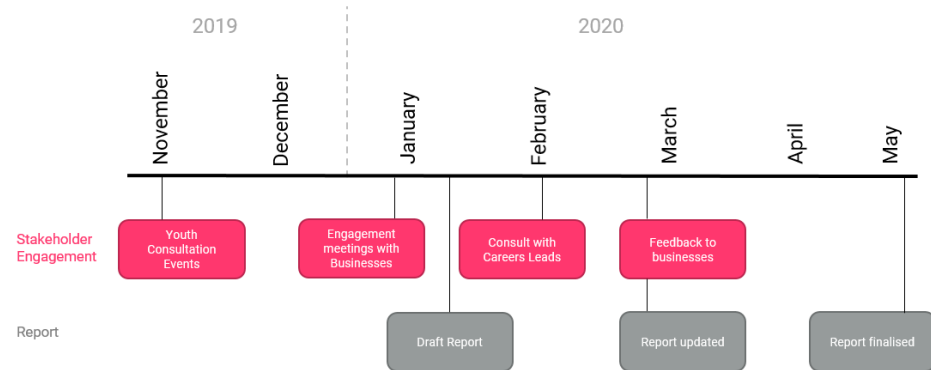 2019
2020
November
December
January
February
March
April
May
Stakeholder
Engagement
Youth
Consultation
Events
Engagement
meetings with
Businesses
Consult with
Careers Leads
Feedback to
businesses
Report
Draft Report
Report updated
Report finalised